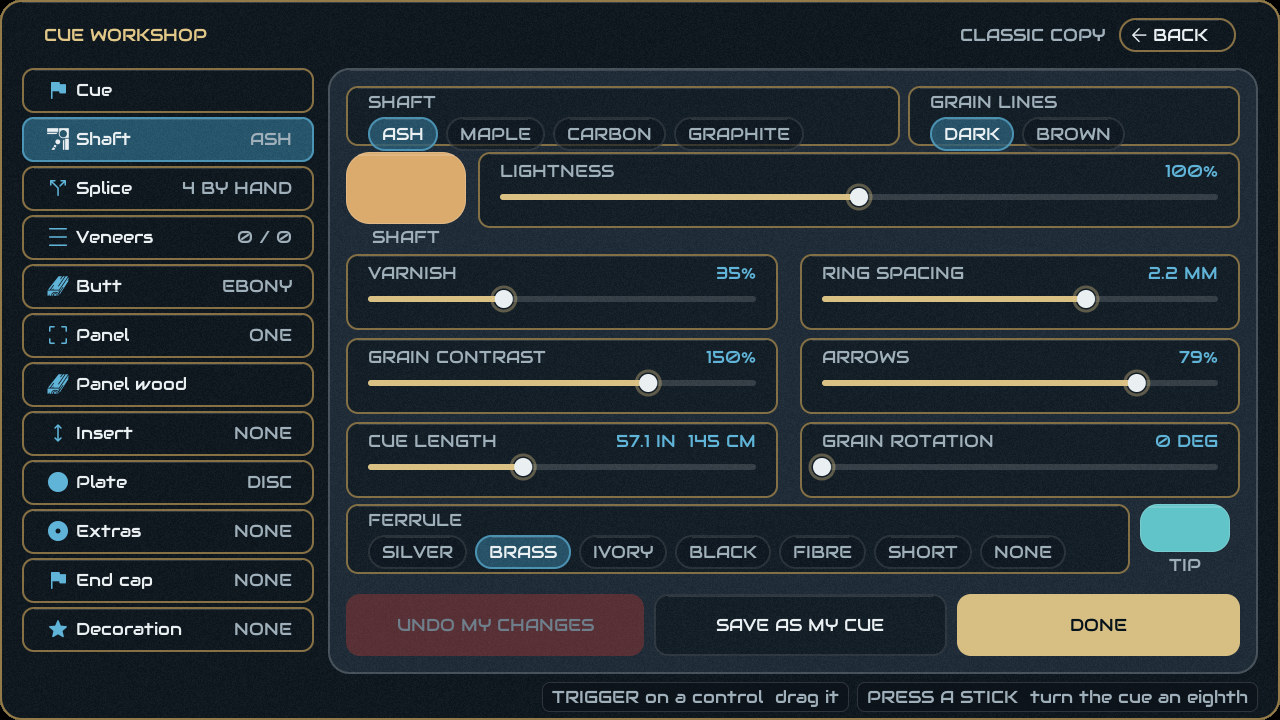 CUE WORKSHOP
CLASSIC COPY
← BACK
Cue
Shaft ASH
Splice 4 BY HAND
Veneers 0 / 0
Butt EBONY
Panel ONE
Panel wood
Insert NONE
Plate DISC
Extras NONE
End cap NONE
Decoration NONE
SHAFT
ASH MAPLE CARBON GRAPHITE
GRAIN LINES
DARK BROWN
SHAFT
LIGHTNESS 100%
VARNISH 35%
RING SPACING 2.2 MM
GRAIN CONTRAST 150%
ARROWS 79%
CUE LENGTH 57.1 IN 145 CM
GRAIN ROTATION 0 DEG
FERRULE
SILVER BRASS IVORY BLACK FIBRE SHORT NONE
TIP
UNDO MY CHANGES
SAVE AS MY CUE
DONE
TRIGGER on a control drag it
PRESS A STICK turn the cue an eighth